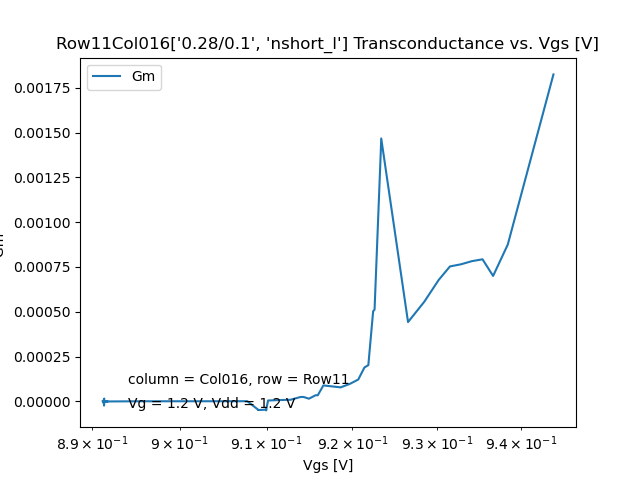 Row11Col016['0.28/0.1', 'nshort_l'] Transconductance vs. Vgs [V]
Gm
0.00175
0.00150
0.00125
0.00100
0.00075
0.00050
0.00025
0.00000
Gm
column = Col016, row = Row11
Vg = 1.2 V, Vdd = 1.2 V
8.9 × 10⁻¹ 9 × 10⁻¹ 9.1 × 10⁻¹ 9.2 × 10⁻¹ 9.3 × 10⁻¹ 9.4 × 10⁻¹
Vgs [V]